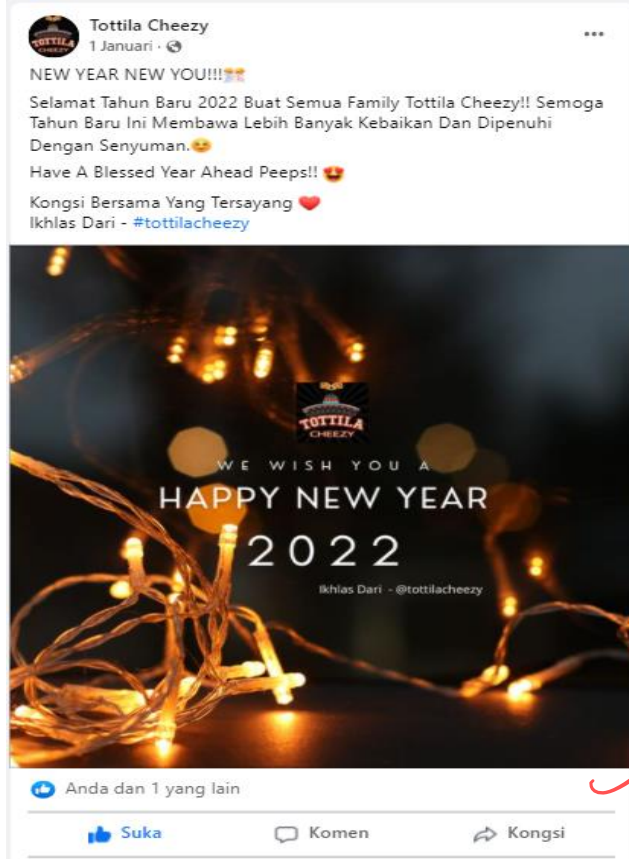 Tottila Cheezy
1 Januari ·
NEW YEAR NEW YOU!!!🎊
Selamat Tahun Baru 2022 Buat Semua Family Tottila Cheezy!! Semoga
Tahun Baru Ini Membawa Lebih Banyak Kebaikan Dan Dipenuhi
Dengan Senyuman.😊
Have A Blessed Year Ahead Peeps!! 🤩
Kongsi Bersama Yang Tersayang ❤️
Ikhlas Dari - #tottilacheezy
TOTTILA
CHEEZY
WE WISH YOU A
HAPPY NEW YEAR
2022
Ikhlas Dari - @tottilacheezy
Anda dan 1 yang lain
Suka
Komen
Kongsi